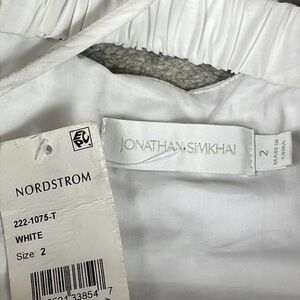 NORDSTROM
222-1075-T
WHITE
Size: 2
JONATHAN SIMKHAI
2
MADE IN
CHINA